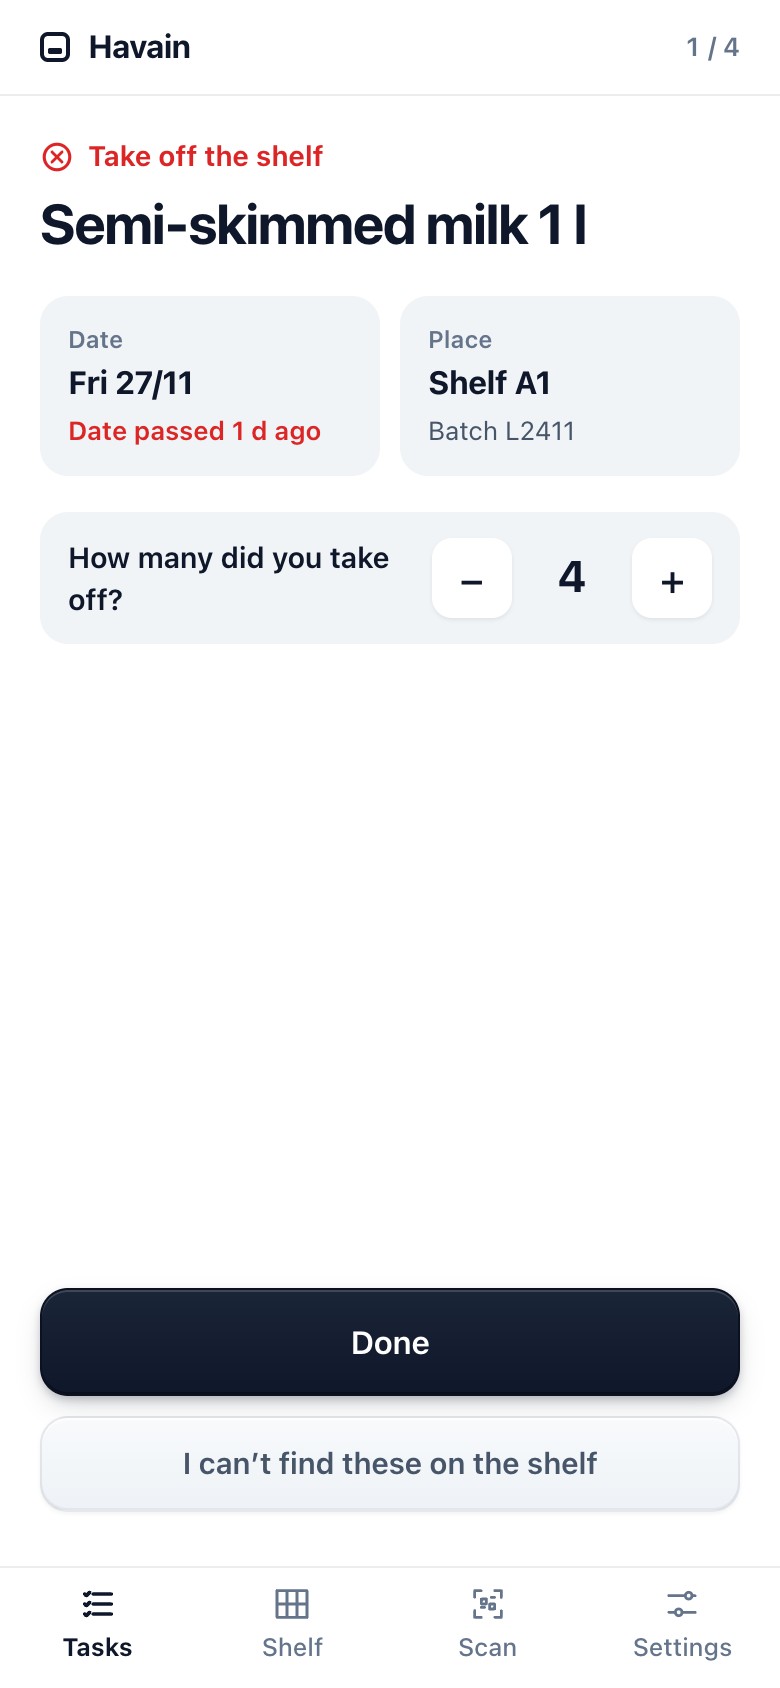 Havain
1 / 4
Take off the shelf
Semi-skimmed milk 1 l
Date
Fri 27/11
Date passed 1 d ago
Place
Shelf A1
Batch L2411
How many did you take
off?
− 4 +
Done
I can’t find these on the shelf
Tasks
Shelf
Scan
Settings